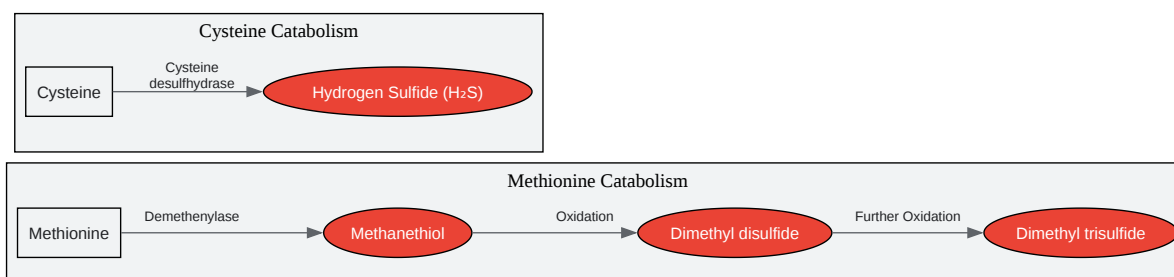 Cysteine Catabolism
Cysteine
Cysteine
desulfhydrase
Hydrogen Sulfide (H₂S)
Methionine Catabolism
Methionine
Demethenylase
Methanethiol
Oxidation
Dimethyl disulfide
Further Oxidation
Dimethyl trisulfide